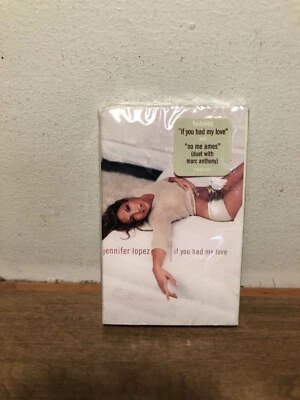 "if you had my love"
"no me ames"
(duet with
marc anthony)
jennifer lopez
if you had my love